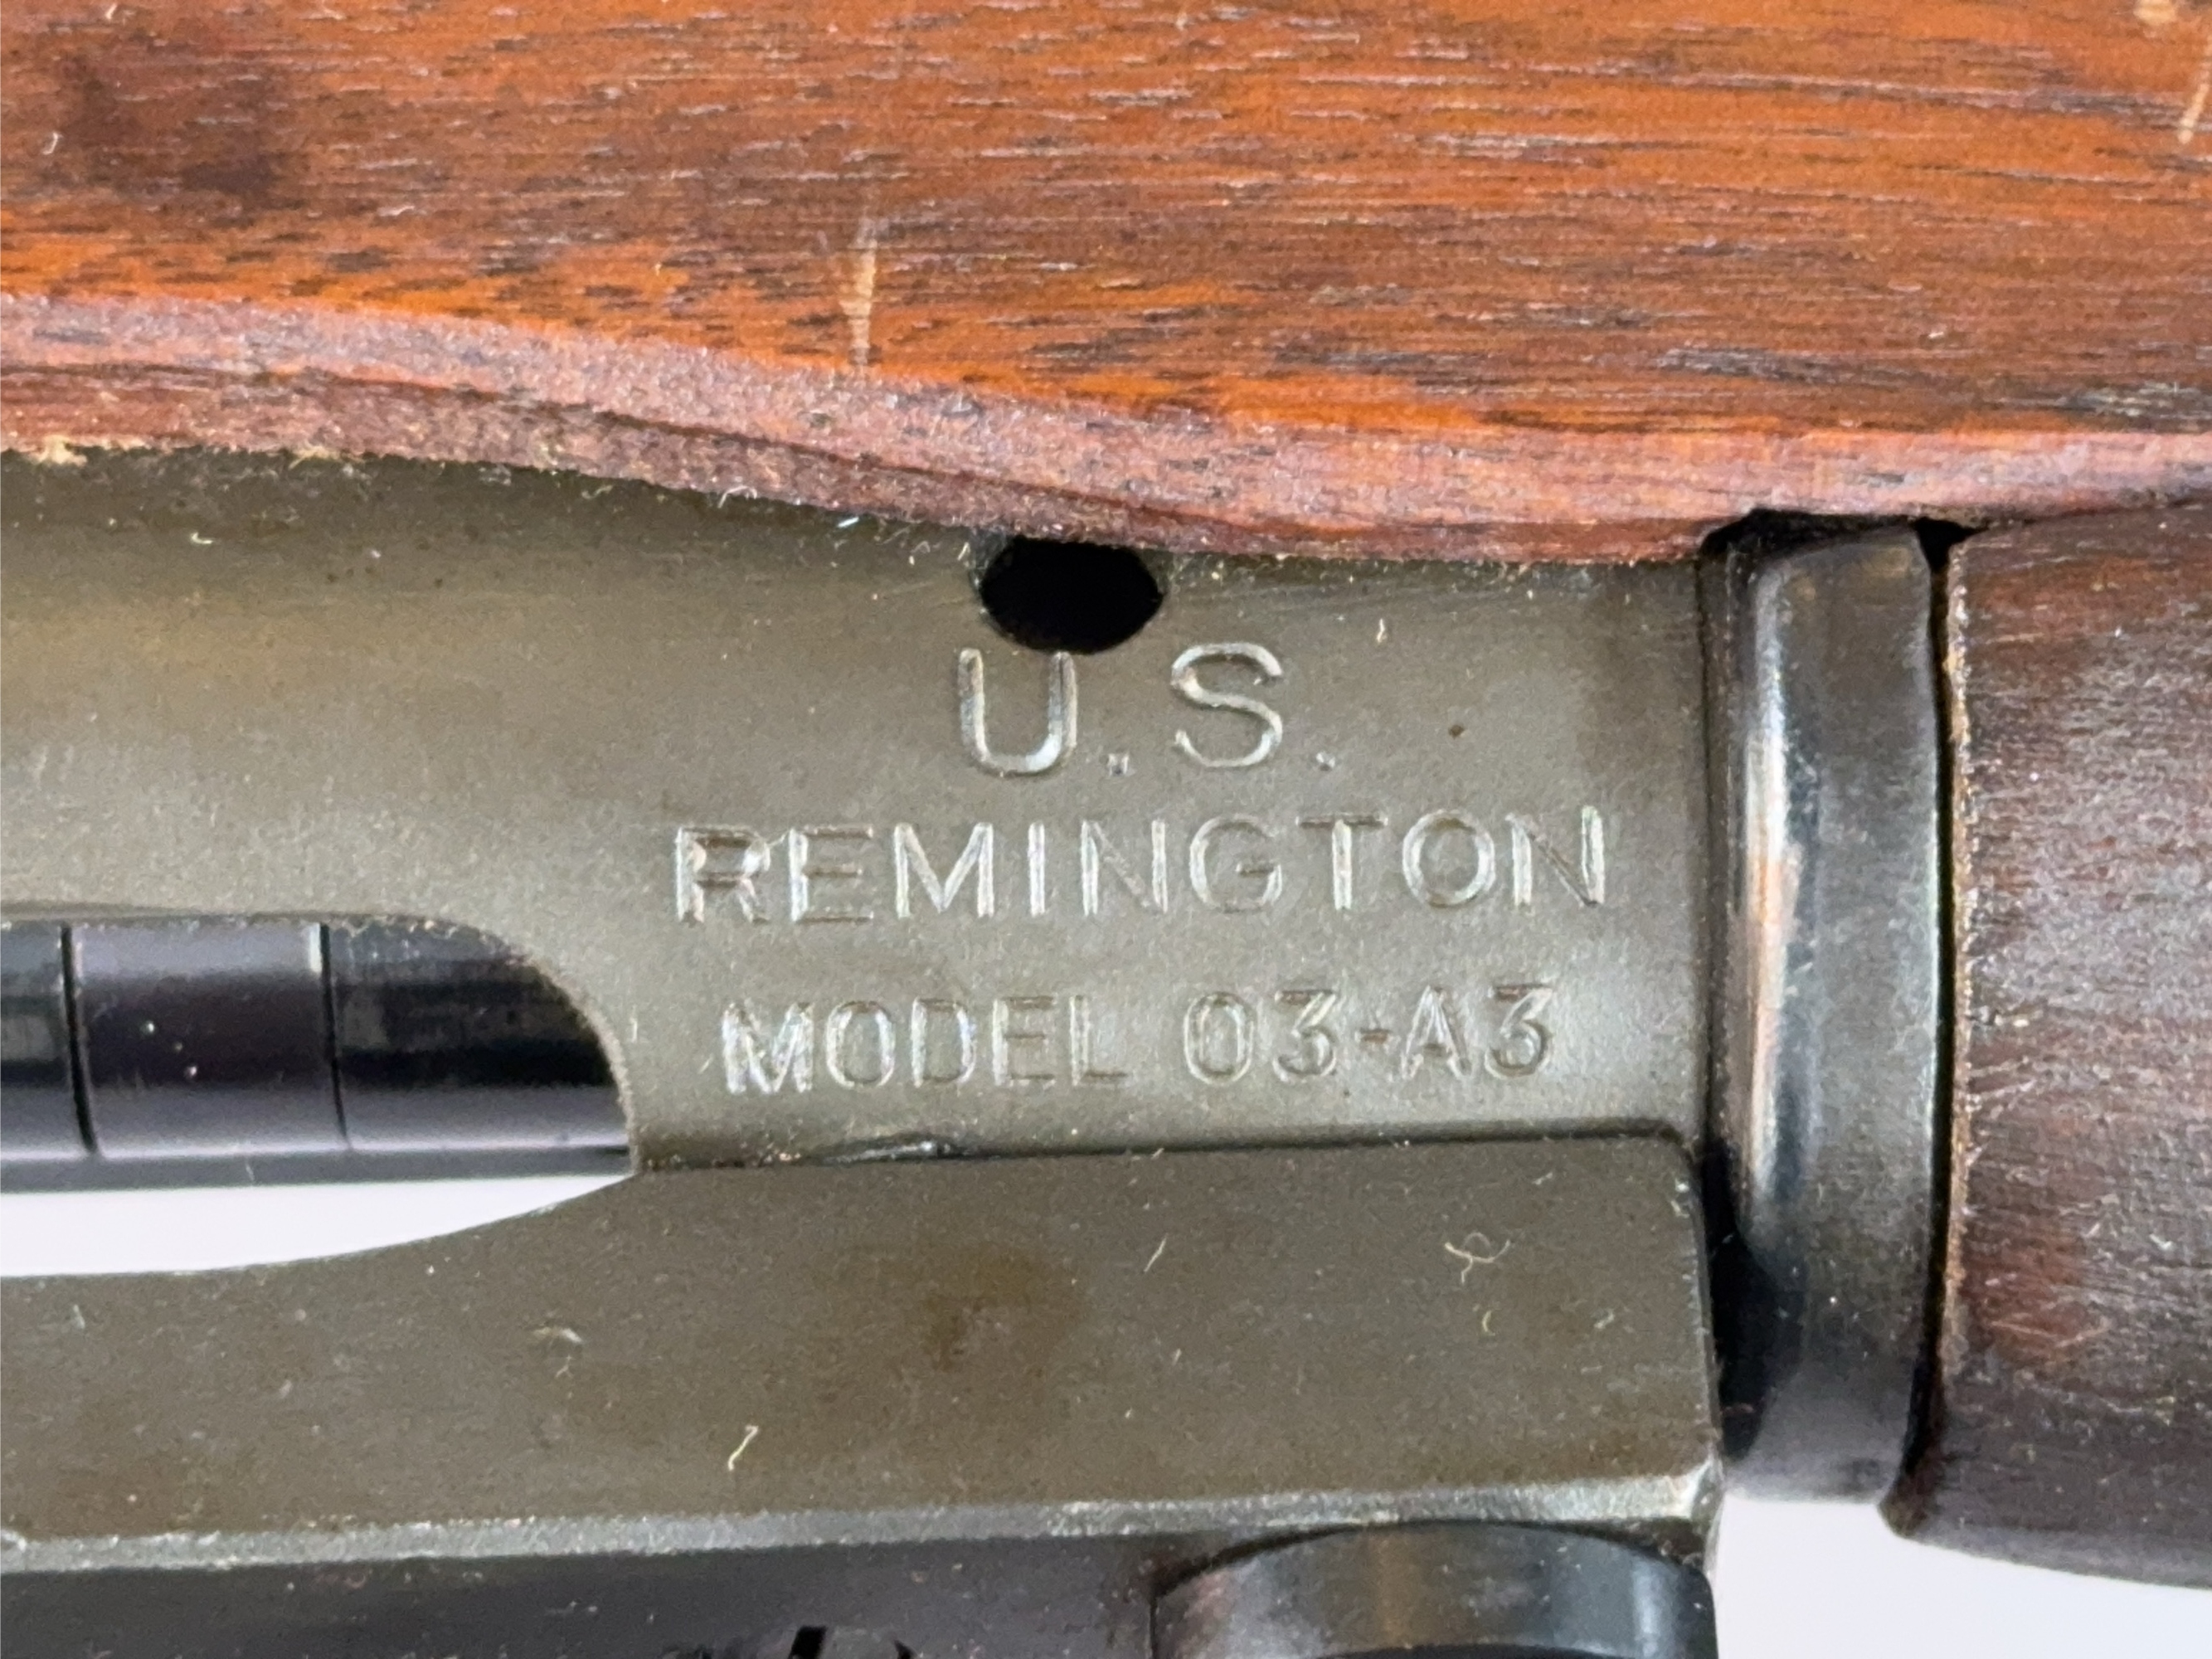 U.S.
REMINGTON
MODEL 03-A3